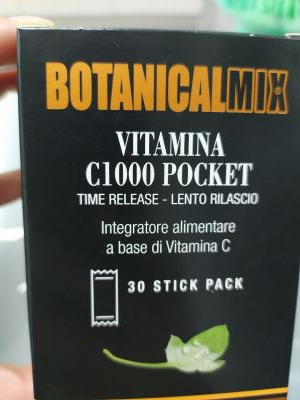 BOTANICALMIX
VITAMINA
C1000 POCKET
TIME RELEASE - LENTO RILASCIO
Integratore alimentare
a base di Vitamina C
30 STICK PACK